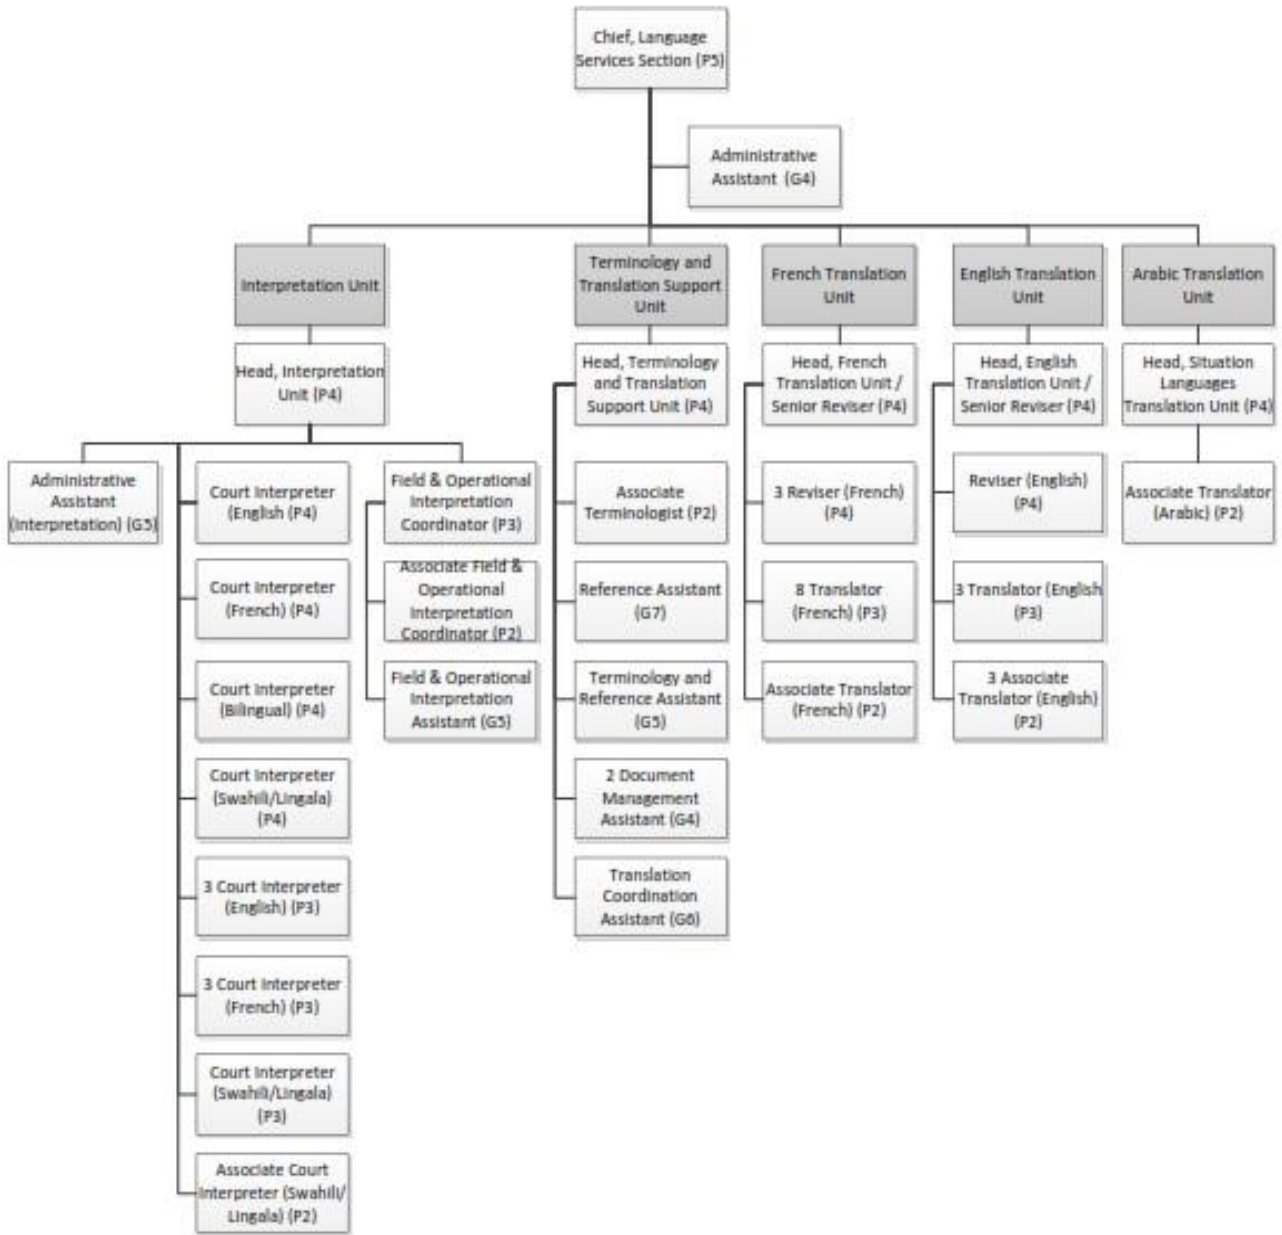 Chief, Language
Services Section (P5)
Administrative
Assistant (G4)
Interpretation Unit
Terminology and
Translation Support
Unit
French Translation
Unit
English Translation
Unit
Arabic Translation
Unit
Head, Interpretation
Unit (P4)
Head, Terminology
and Translation
Support Unit (P4)
Head, French
Translation Unit /
Senior Reviser (P4)
Head, English
Translation Unit /
Senior Reviser (P4)
Head, Situation
Languages
Translation Unit (P4)
Administrative
Assistant
(Interpretation) (G5)
Court Interpreter
(English (P4)
Court Interpreter
(French) (P4)
Court Interpreter
(Bilingual) (P4)
Court Interpreter
(Swahili/Lingala)
(P4)
3 Court Interpreter
(English) (P3)
3 Court Interpreter
(French) (P3)
Court Interpreter
(Swahili/Lingala)
(P3)
Associate Court
Interpreter (Swahili/
Lingala) (P2)
Field & Operational
Interpretation
Coordinator (P3)
Associate Field &
Operational
Interpretation
Coordinator (P2)
Field & Operational
Interpretation
Assistant (G5)
Associate
Terminologist (P2)
Reference Assistant
(G7)
Terminology and
Reference Assistant
(G5)
2 Document
Management
Assistant (G4)
Translation
Coordination
Assistant (G6)
3 Reviser (French)
(P4)
8 Translator
(French) (P3)
Associate Translator
(French) (P2)
Reviser (English)
(P4)
3 Translator (English
(P3)
3 Associate
Translator (English)
(P2)
Associate Translator
(Arabic) (P2)